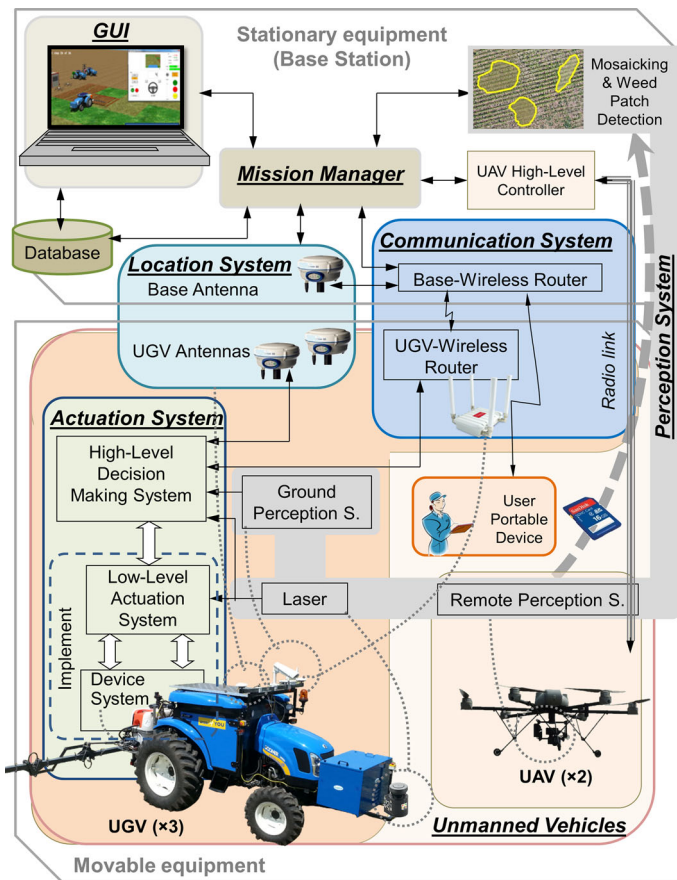 GUI
Stationary equipment
(Base Station)
Mosaicking
& Weed
Patch
Detection
Mission Manager
UAV High-Level
Controller
Database
Location System
Base Antenna
UGV Antennas
Communication System
Base-Wireless Router
UGV-Wireless
Router
Radio link
Perception System
Actuation System
High-Level
Decision
Making System
Ground
Perception S.
User
Portable
Device
SanDisk
16
Implement
Low-Level
Actuation
System
Laser
Remote Perception S.
Device
System
YOU
UGV (×3)
UAV (×2)
Unmanned Vehicles
Movable equipment